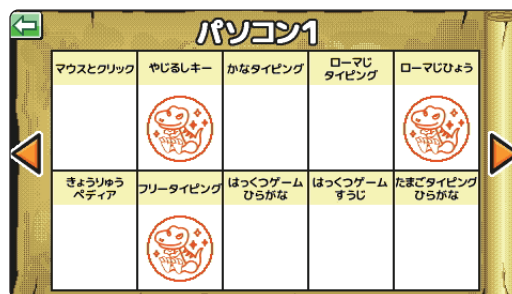 パソコン1
マウスとクリック
やじるしキー
かなタイピング
ローマじ
タイピング
ローマじひょう
きょうりゅう
ペディア
フリータイピング
はっくつゲーム
ひらがな
はっくつゲーム
すうじ
たまごタイピング
ひらがな